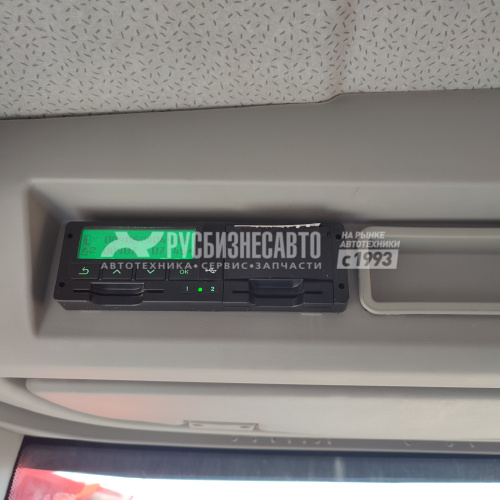 РУСБИЗНЕСАВТО
АВТОТЕХНИКА • СЕРВИС • ЗАПЧАСТИ
НА РЫНКЕ
АВТОТЕХНИКИ
с 1993
OK
1 2